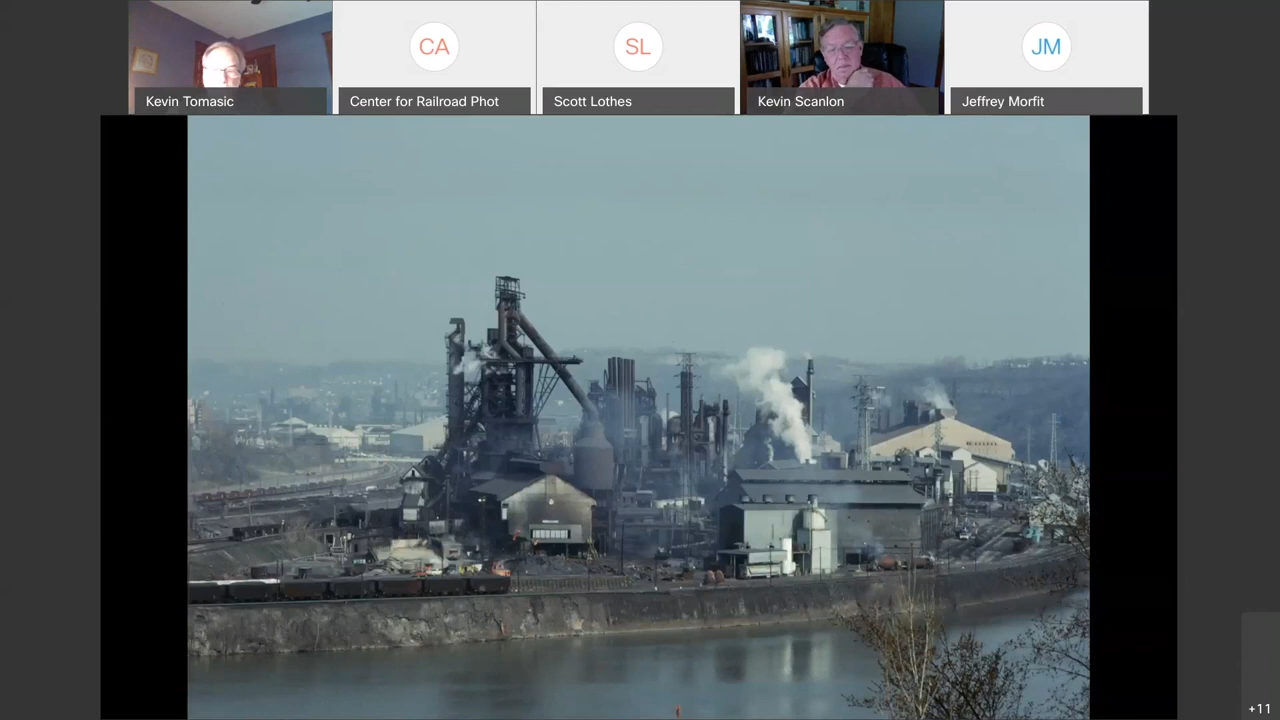 CA
SL
JM
Kevin Tomasic
Center for Railroad Phot
Scott Lothes
Kevin Scanlon
Jeffrey Morfit
+11